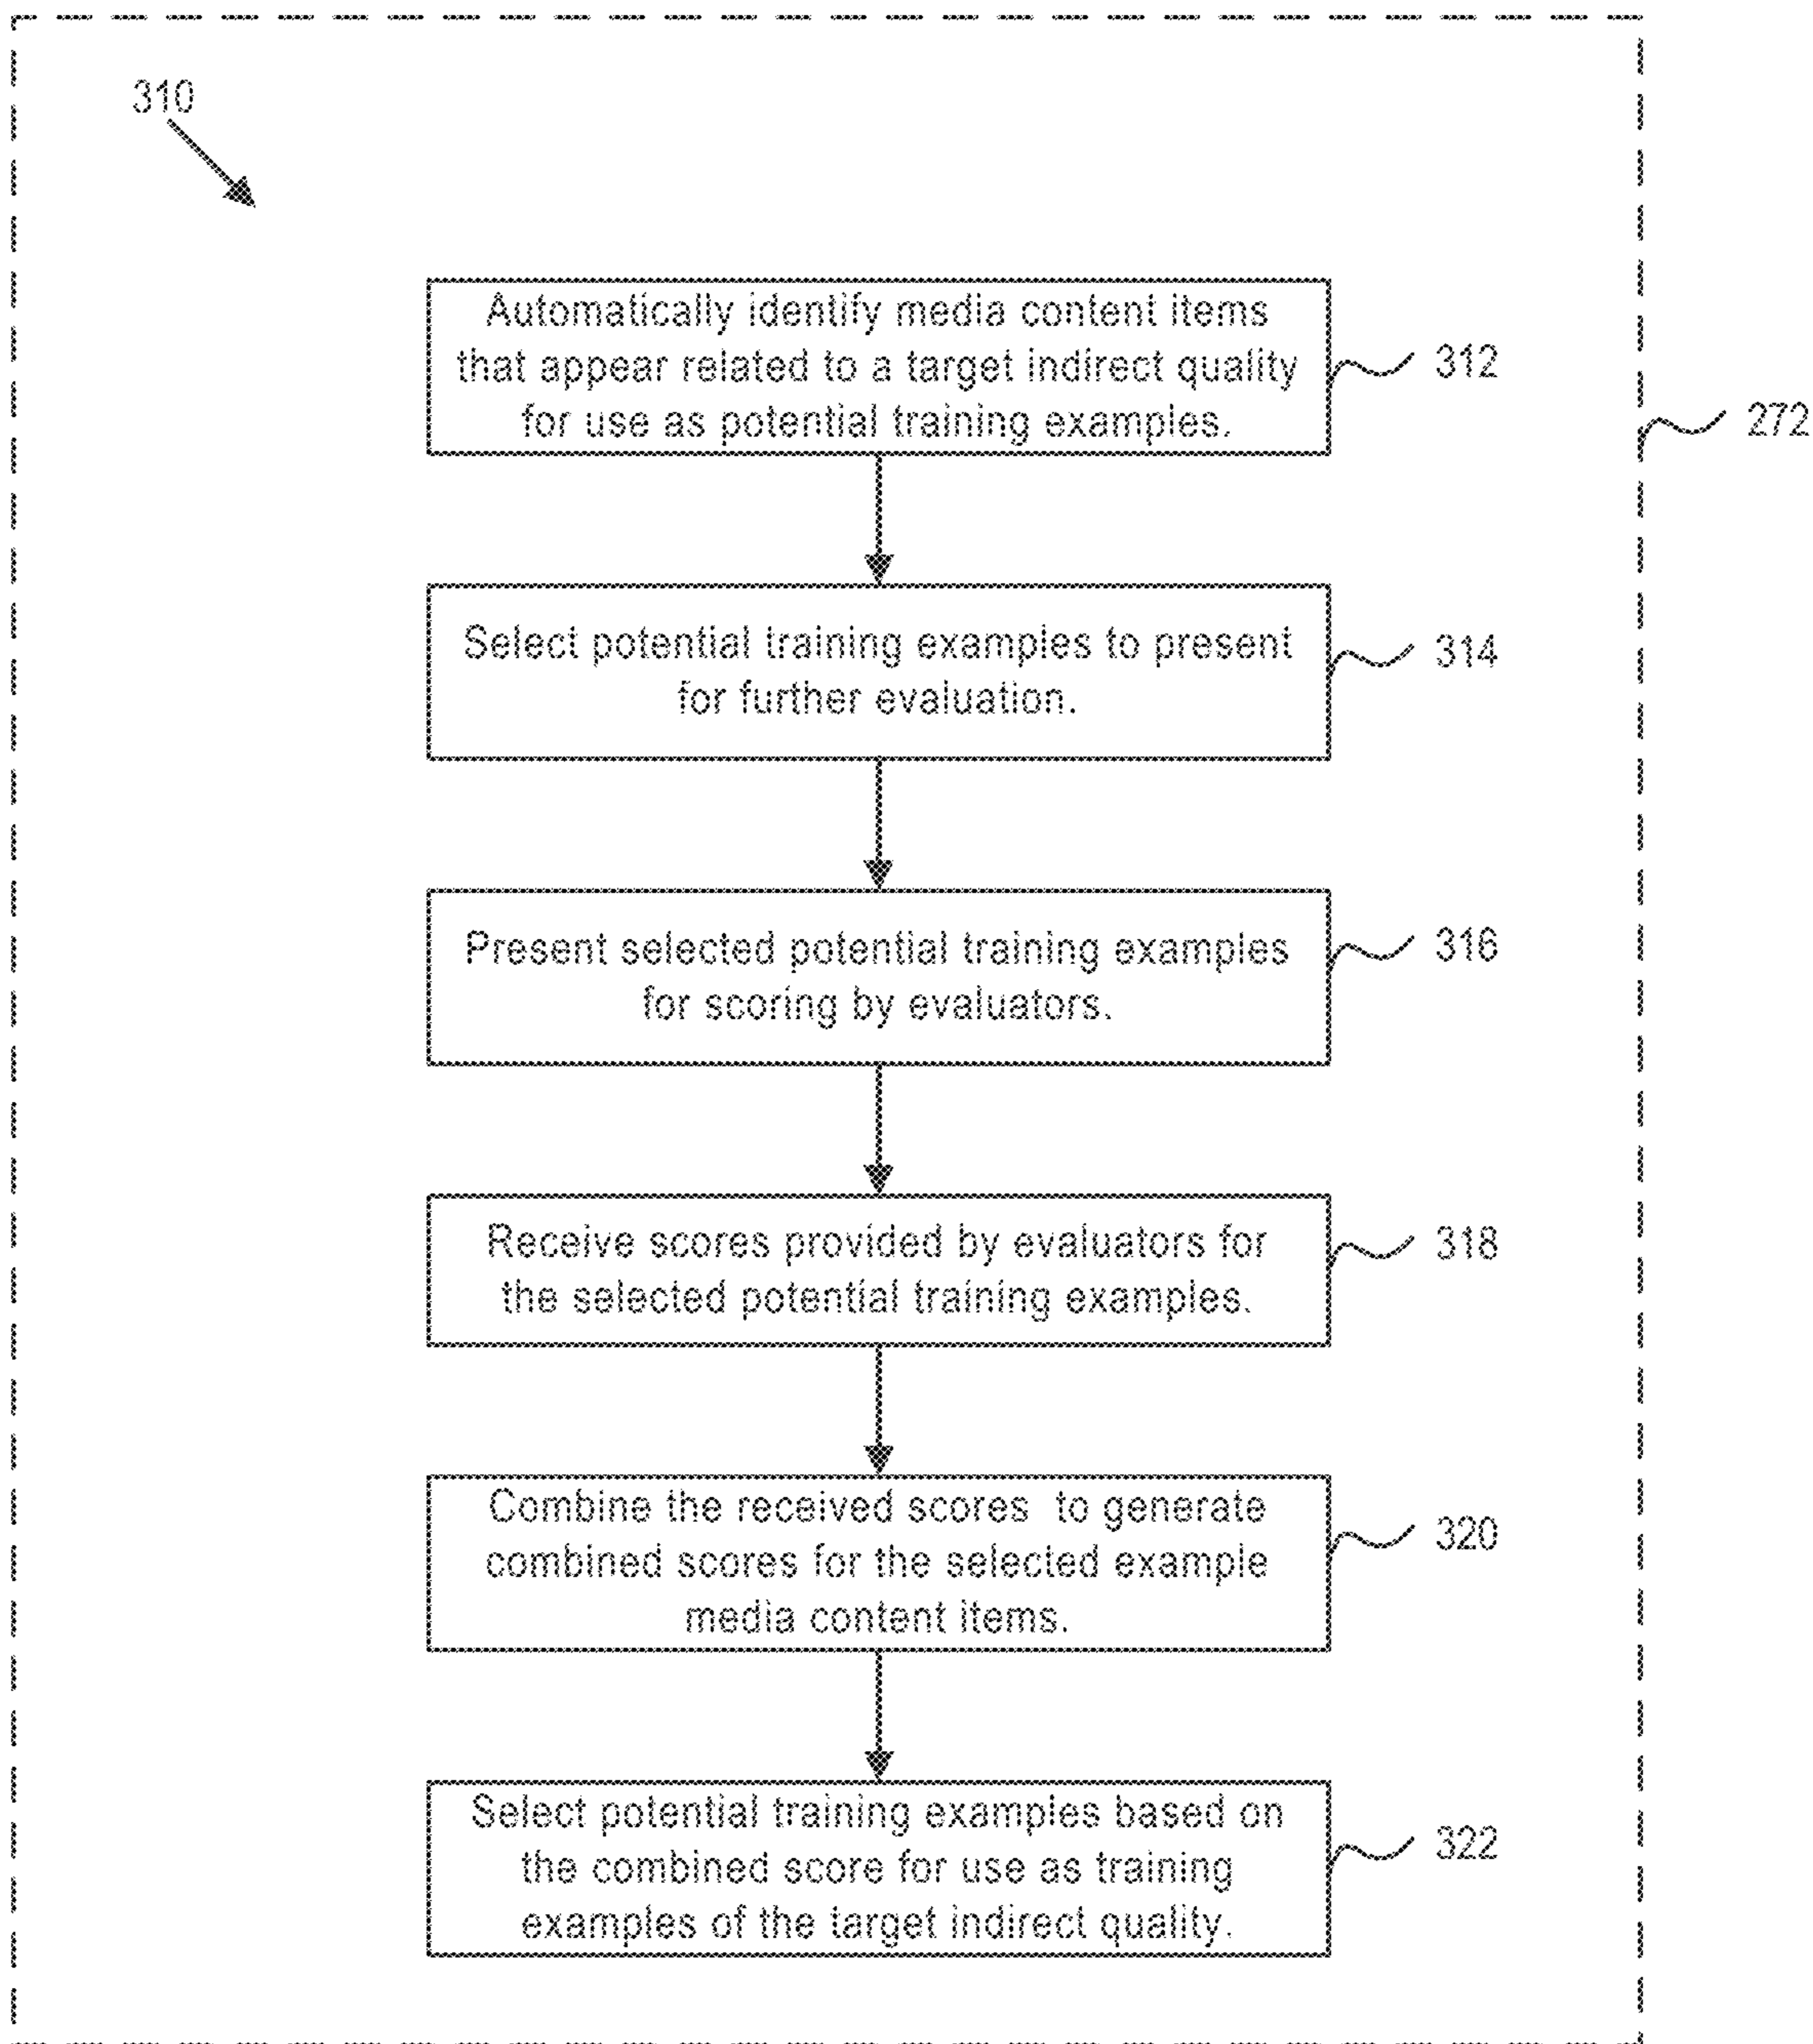 310
Automatically identify media content items
that appear related to a target indirect quality
for use as potential training examples.
312
272
Select potential training examples to present
for further evaluation.
314
Present selected potential training examples
for scoring by evaluators.
316
Receive scores provided by evaluators for
the selected potential training examples.
318
Combine the received scores to generate
combined scores for the selected example
media content items.
320
Select potential training examples based on
the combined score for use as training
examples of the target indirect quality.
322